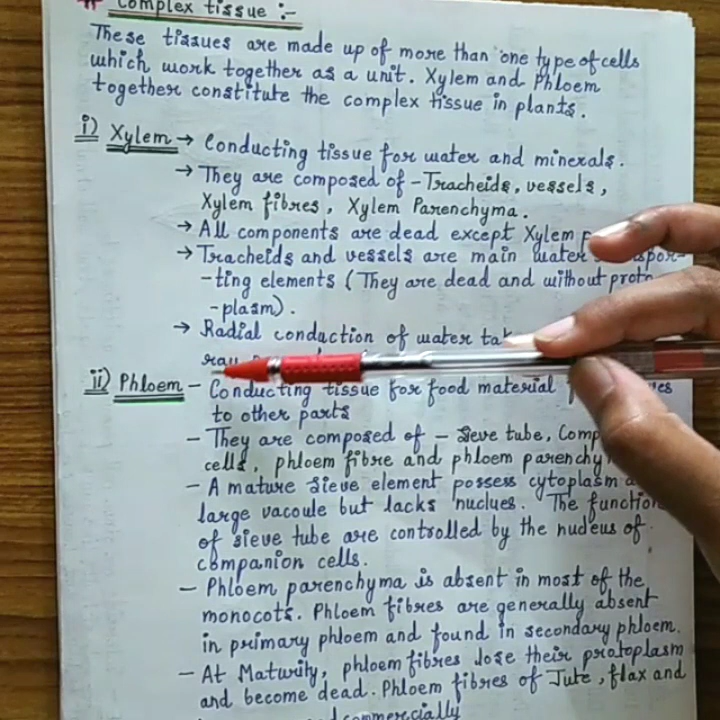 Complex tissue :-
These tissues are made up of more than one type of cells
which work together as a unit. Xylem and Phloem
together constitute the complex tissue in plants.
i) Xylem → Conducting tissue for water and minerals.
→ They are composed of - Tracheids, vessels,
Xylem fibres, Xylem Parenchyma.
→ All components are dead except Xylem
→ Tracheids and vessels are main water
-ting elements (They are dead and without proto
-plasm).
→ Radial conduction of water
ii) Phloem - Conducting tissue for food material
to other parts
- They are composed of - Sieve tube,
cells, phloem fibre and phloem
- A mature Sieve element possess cytoplasm
large vacoule but lacks nuclues. The function
of sieve tube are controlled by the nucleus of
companion cells.
- Phloem parenchyma is absent in most of the
monocots. Phloem fibres are generally absent
in primary phloem and found in secondary phloem.
- At Maturity, phloem fibres lose their protoplasm
and become dead. Phloem fibres of Jute, flax and
commercially